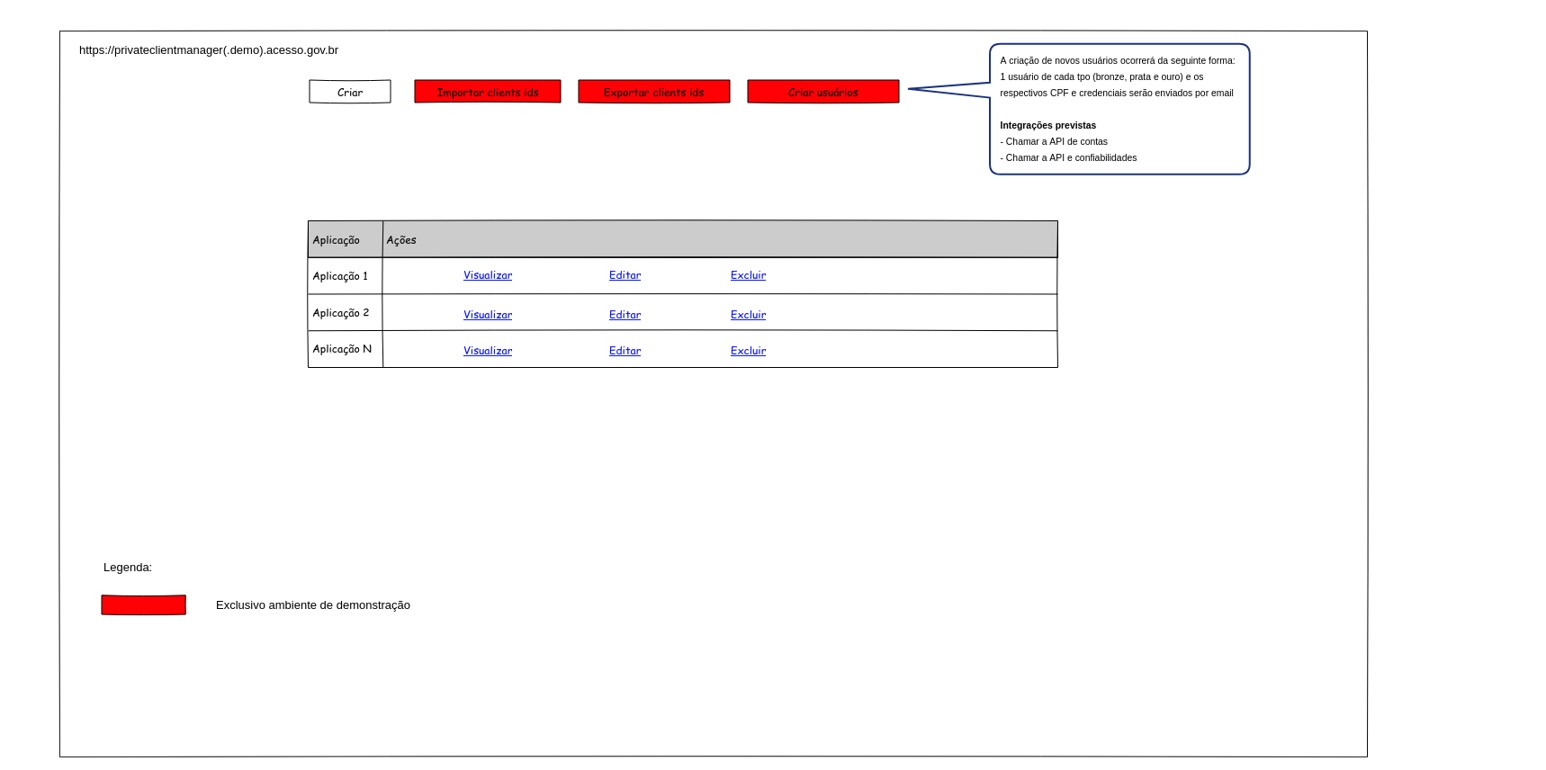 https://privateclientmanager(.demo).acesso.gov.br
Criar
Importar clients ids
Exportar clients ids
Criar usuários
A criação de novos usuários ocorrerá da seguinte forma:
1 usuário de cada tpo (bronze, prata e ouro) e os
respectivos CPF e credenciais serão enviados por email
Integrações previstas
- Chamar a API de contas
- Chamar a API e confiabilidades
Aplicação Ações
Aplicação 1 Visualizar Editar Excluir
Aplicação 2 Visualizar Editar Excluir
Aplicação N Visualizar Editar Excluir
Legenda:
Exclusivo ambiente de demonstração